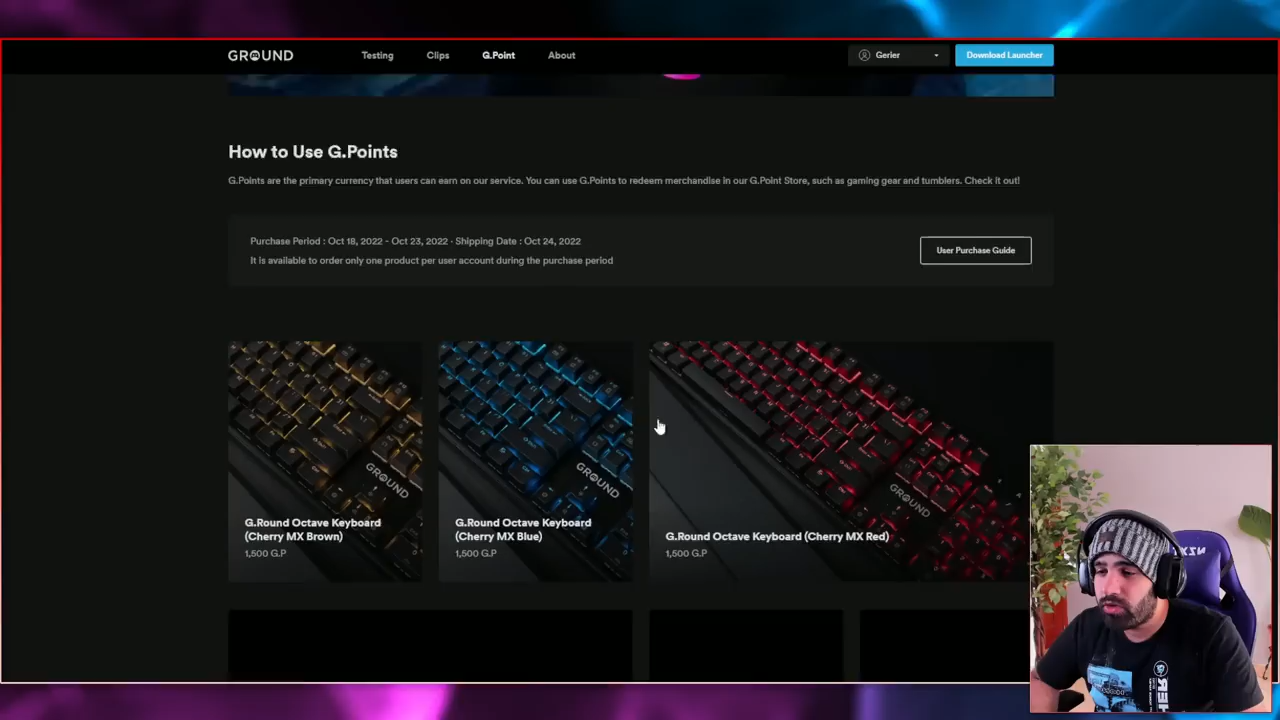 GROUND
Testing
Clips
G.Point
About
Gerier
Download Launcher
How to Use G.Points
G.Points are the primary currency that users can earn on our service. You can use G.Points to redeem merchandise in our G.Point Store, such as gaming gear and tumblers. Check it out!
Purchase Period : Oct 18, 2022 - Oct 23, 2022 · Shipping Date : Oct 24, 2022
It is available to order only one product per user account during the purchase period
User Purchase Guide
GROUND
GROUND
GROUND
G.Round Octave Keyboard
(Cherry MX Brown)
1,500 G.P
G.Round Octave Keyboard
(Cherry MX Blue)
1,500 G.P
G.Round Octave Keyboard (Cherry MX Red)
1,500 G.P
NZXT